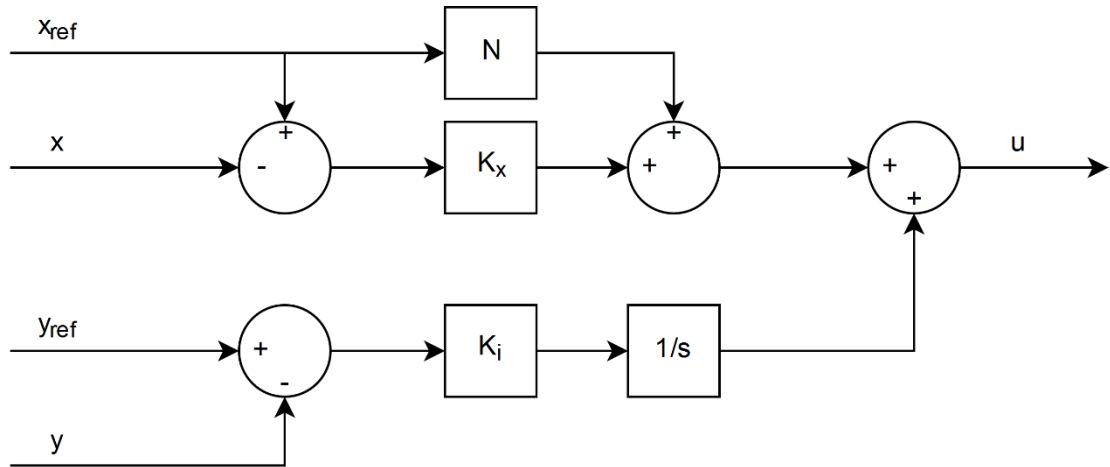 x_ref
N
+
+
x
-
K_x
+
+
u
+
y_ref
+
K_i
1/s
-
y